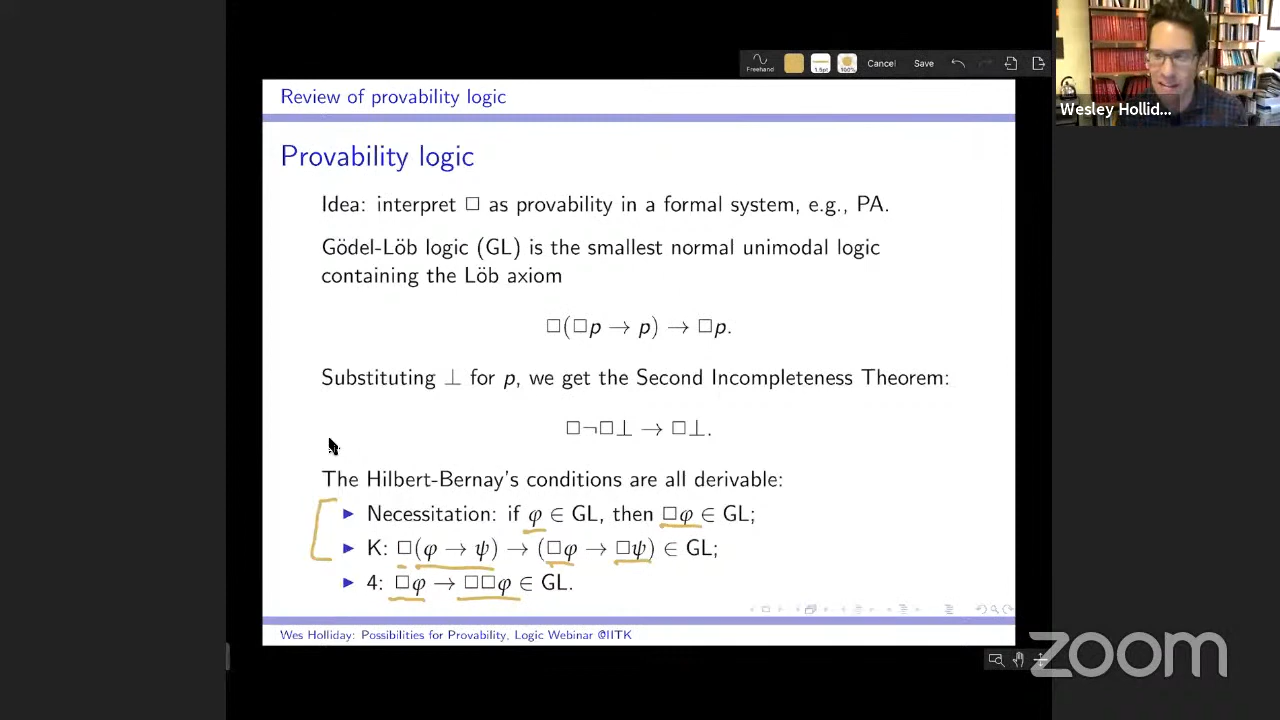 Freehand
1.5pt
100%
Cancel
Save
Wesley Hollid...
Review of provability logic
Provability logic
Idea: interpret □ as provability in a formal system, e.g., PA.
Gödel-Löb logic (GL) is the smallest normal unimodal logic
containing the Löb axiom
□(□p → p) → □p.
Substituting ⊥ for p, we get the Second Incompleteness Theorem:
□¬□⊥ → □⊥.
The Hilbert-Bernay's conditions are all derivable:
▶ Necessitation: if φ ∈ GL, then □φ ∈ GL;
▶ K: □(φ → ψ) → (□φ → □ψ) ∈ GL;
▶ 4: □φ → □□φ ∈ GL.
Wes Holliday: Possibilities for Provability, Logic Webinar @IITK
zoom